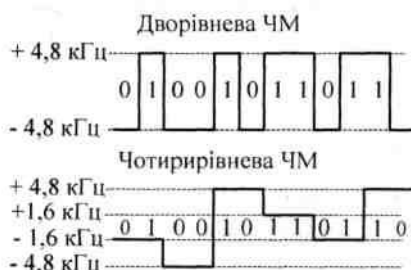 Дворівнева ЧМ
+ 4,8 кГц
0 1 0 0 1 0 1 1 0 1 1
- 4,8 кГц
Чотирирівнева ЧМ
+ 4,8 кГц
+1,6 кГц
0 1 0 0 1 0 1 1 0 1 1 0
- 1,6 кГц
- 4,8 кГц